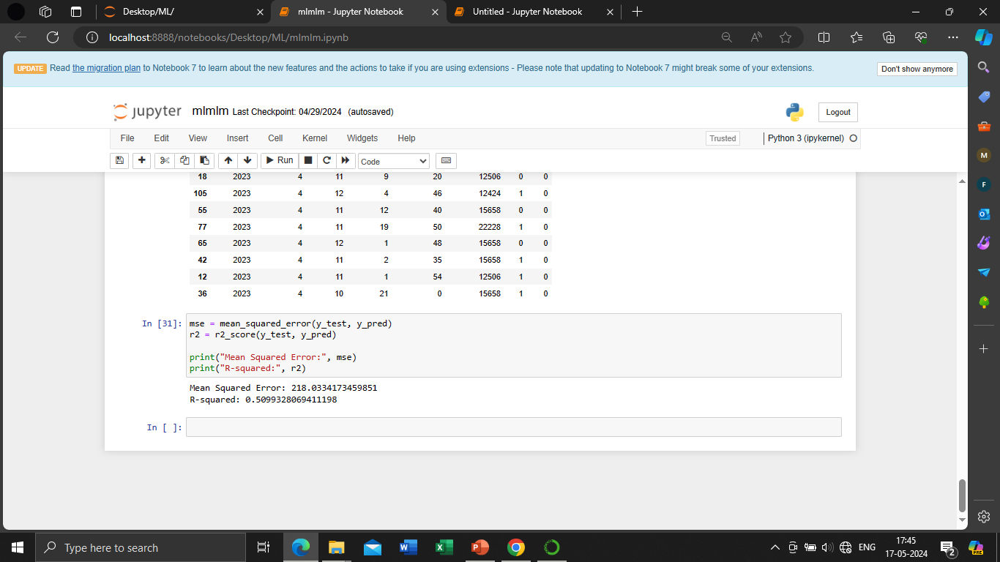 Desktop/ML/
mlmlm - Jupyter Notebook
Untitled - Jupyter Notebook
localhost:8888/notebooks/Desktop/ML/mlmlm.ipynb
UPDATE Read the migration plan to Notebook 7 to learn about the new features and the actions to take if you are using extensions - Please note that updating to Notebook 7 might break some of your extensions.
Don't show anymore
jupyter mlmlm Last Checkpoint: 04/29/2024 (autosaved)
Logout
File Edit View Insert Cell Kernel Widgets Help
Trusted
Python 3 (ipykernel)
Run
Code
18 2023 4 11 9 20 12506 0 0
105 2023 4 12 4 46 12424 1 0
55 2023 4 11 12 40 15658 0 0
77 2023 4 11 19 50 22228 1 0
65 2023 4 12 1 48 15658 0 0
42 2023 4 11 2 35 15658 1 0
12 2023 4 11 1 54 12506 1 0
36 2023 4 10 21 0 15658 1 0
In [31]: mse = mean_squared_error(y_test, y_pred)
r2 = r2_score(y_test, y_pred)
print("Mean Squared Error:", mse)
print("R-squared:", r2)
Mean Squared Error: 218.0334173459851
R-squared: 0.5099328069411198
In [ ]:
M
F
Type here to search
ENG
17:45
17-05-2024
2
PRE